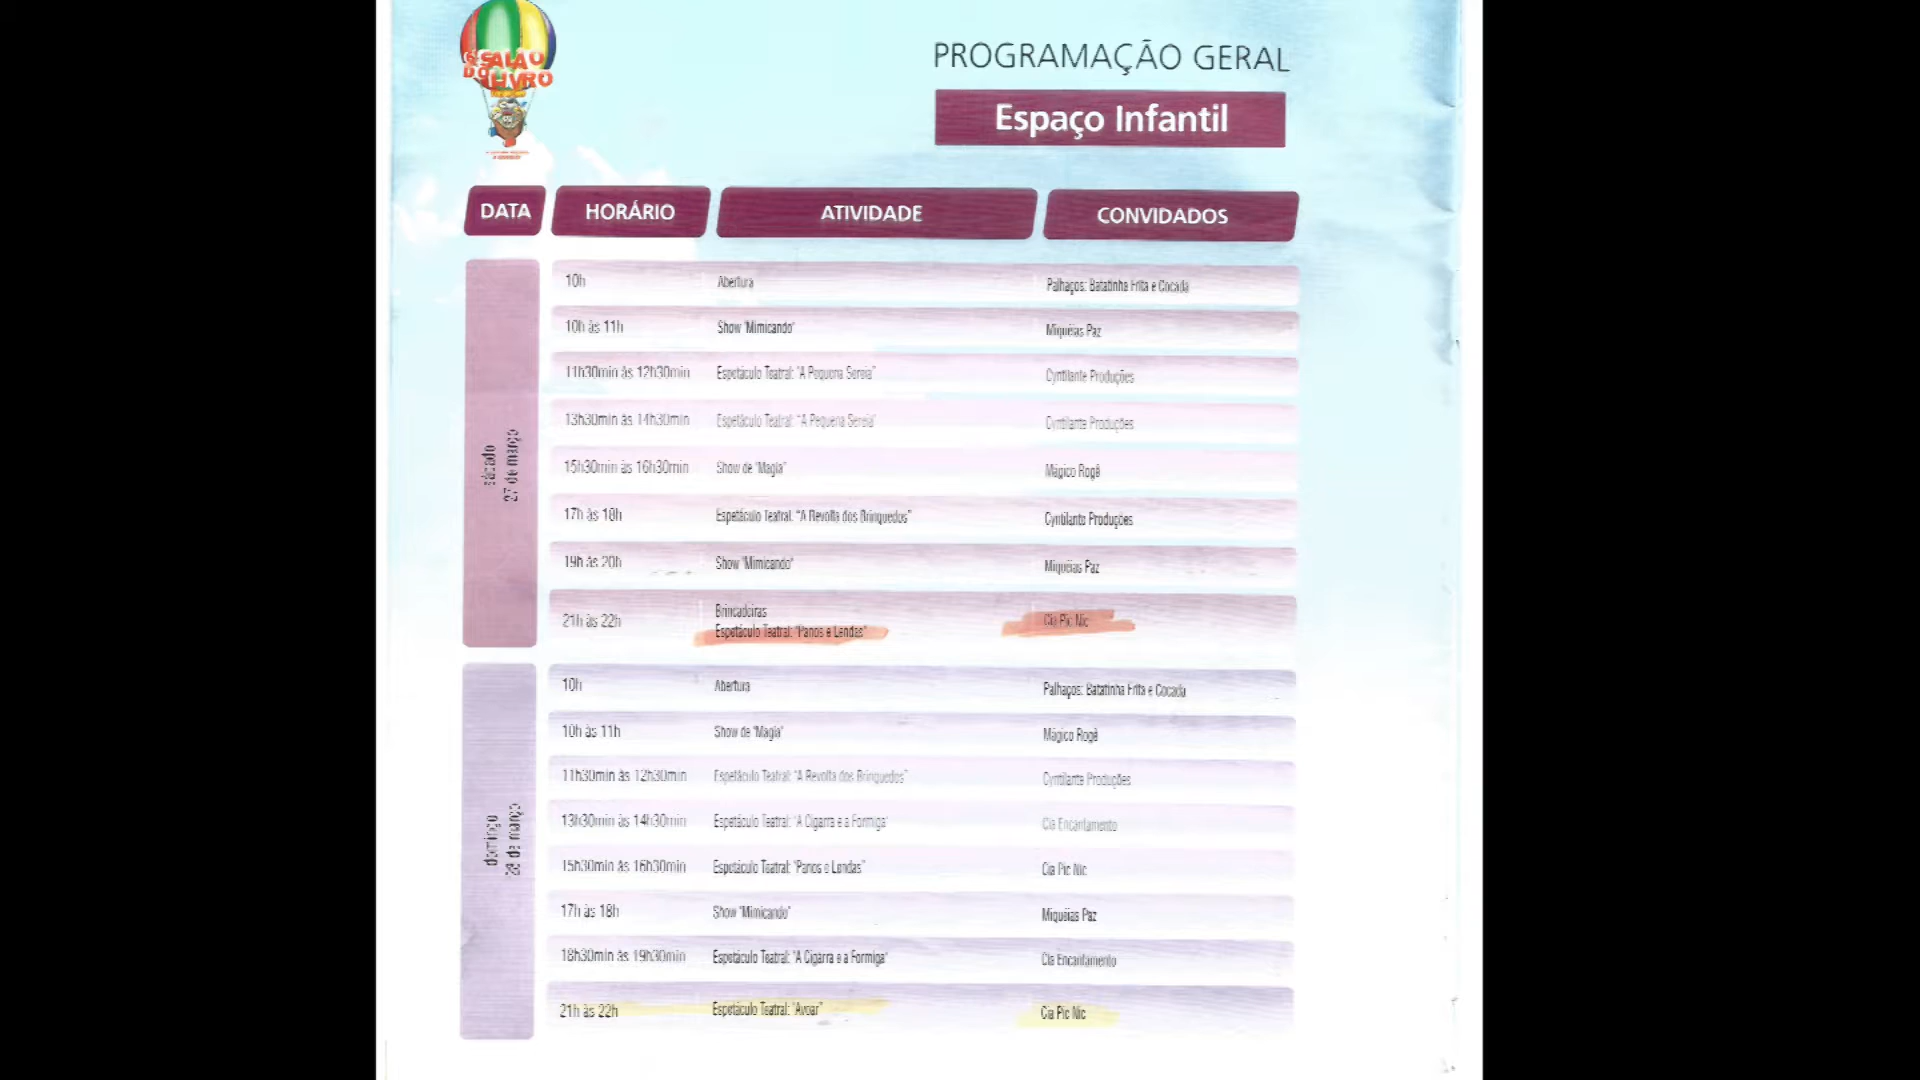 SALÃO
DO LIVRO
PROGRAMAÇÃO GERAL
Espaço Infantil
DATA HORÁRIO ATIVIDADE CONVIDADOS
sábado
27 de março
10h Abertura Palhaços: Batatinha Frita e Cocada
10h às 11h Show "Mimicando" Miquéias Paz
11h30min às 12h30min Espetáculo Teatral: "A Pequena Sereia" Cyntilante Produções
13h30min às 14h30min Espetáculo Teatral: "A Pequena Sereia" Cyntilante Produções
15h30min às 16h30min Show de "Magia" Mágico Rogê
17h às 18h Espetáculo Teatral: "A Revolta dos Brinquedos" Cyntilante Produções
19h às 20h Show "Mimicando" Miquéias Paz
21h às 22h Brincadeiras
Espetáculo Teatral: "Panos e Lendas" Cia Pic Nic
domingo
28 de março
10h Abertura Palhaços: Batatinha Frita e Cocada
10h às 11h Show de "Magia" Mágico Rogê
11h30min às 12h30min Espetáculo Teatral: "A Revolta dos Brinquedos" Cyntilante Produções
13h30min às 14h30min Espetáculo Teatral: "A Cigarra e a Formiga" Cia Encantamento
15h30min às 16h30min Espetáculo Teatral: "Panos e Lendas" Cia Pic Nic
17h às 18h Show "Mimicando" Miquéias Paz
18h30min às 19h30min Espetáculo Teatral: "A Cigarra e a Formiga" Cia Encantamento
21h às 22h Espetáculo Teatral: "Avoar" Cia Pic Nic